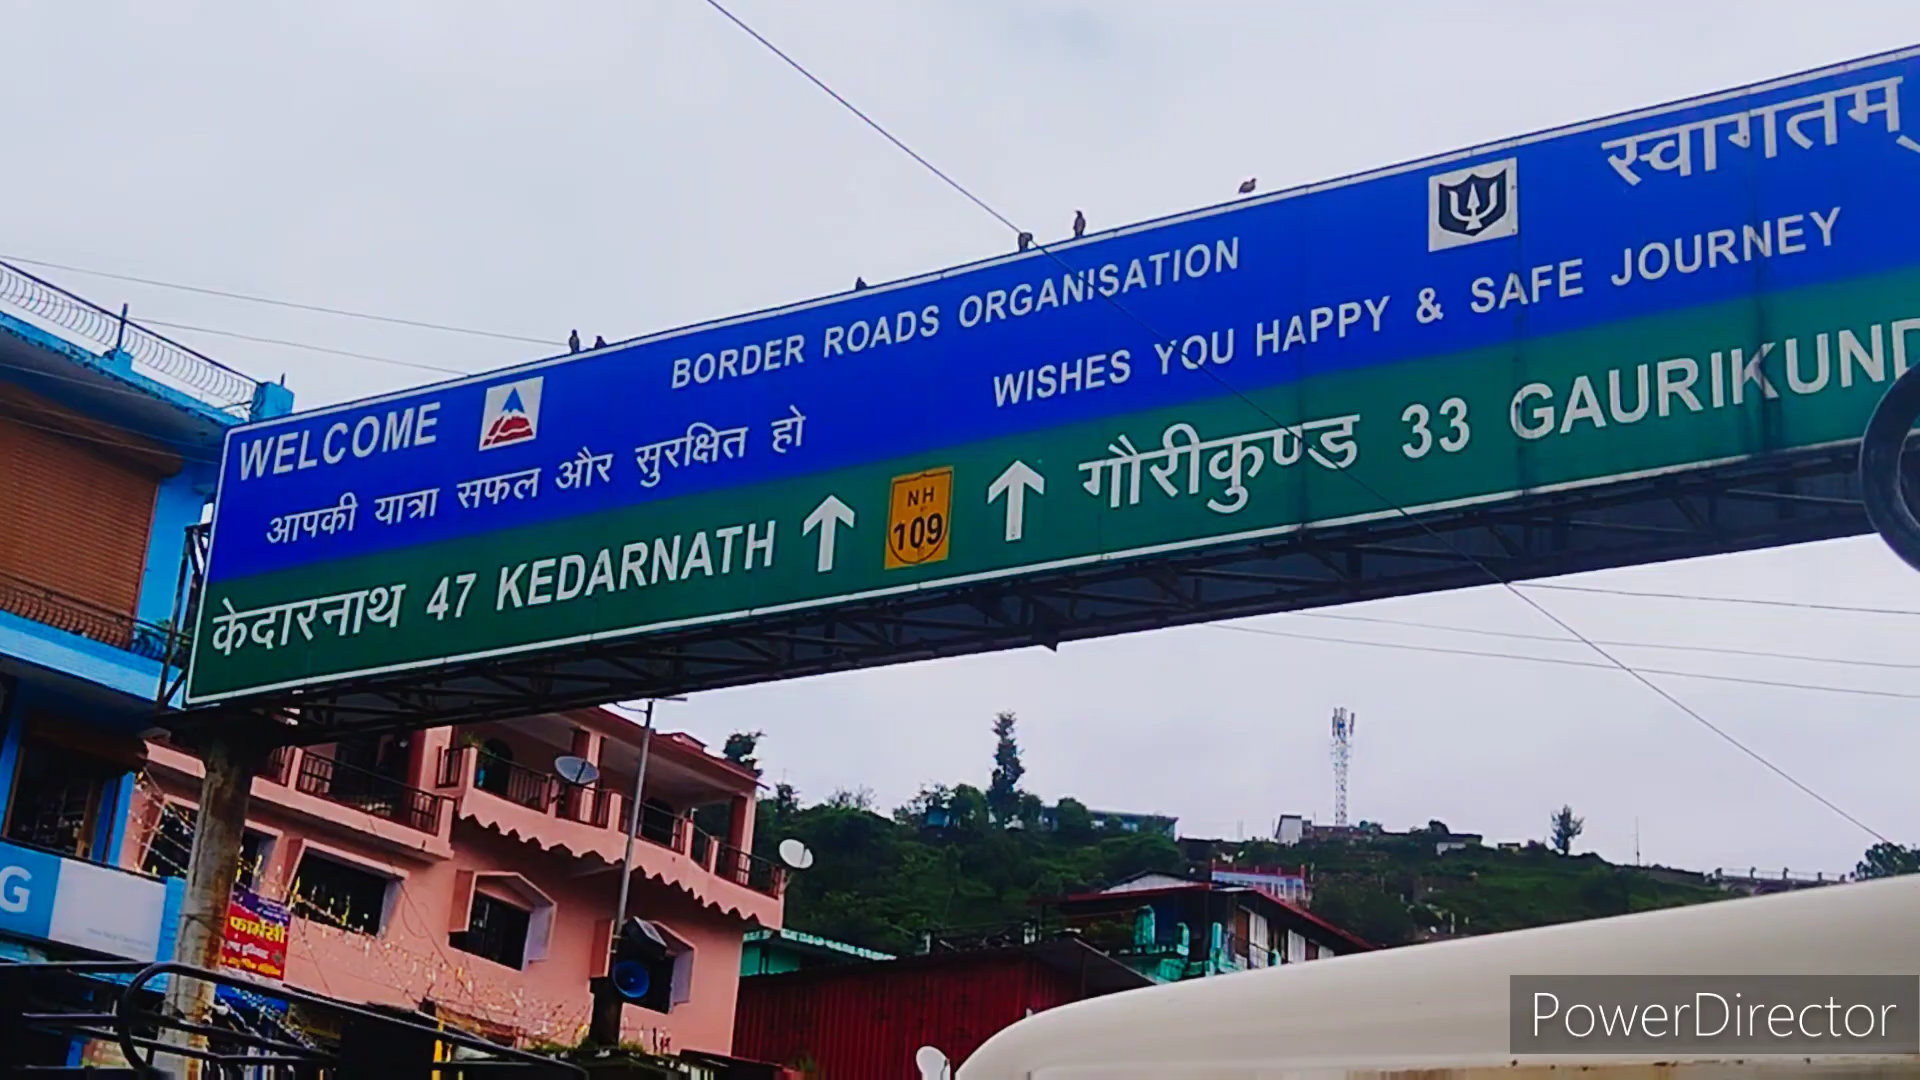 WELCOME
BORDER ROADS ORGANISATION
स्वागतम्
आपकी यात्रा सफल और सुरक्षित हो
WISHES YOU HAPPY & SAFE JOURNEY
केदारनाथ 47 KEDARNATH
NH
109
गौरीकुण्ड 33 GAURIKUND
G
फार्मेसी
PowerDirector